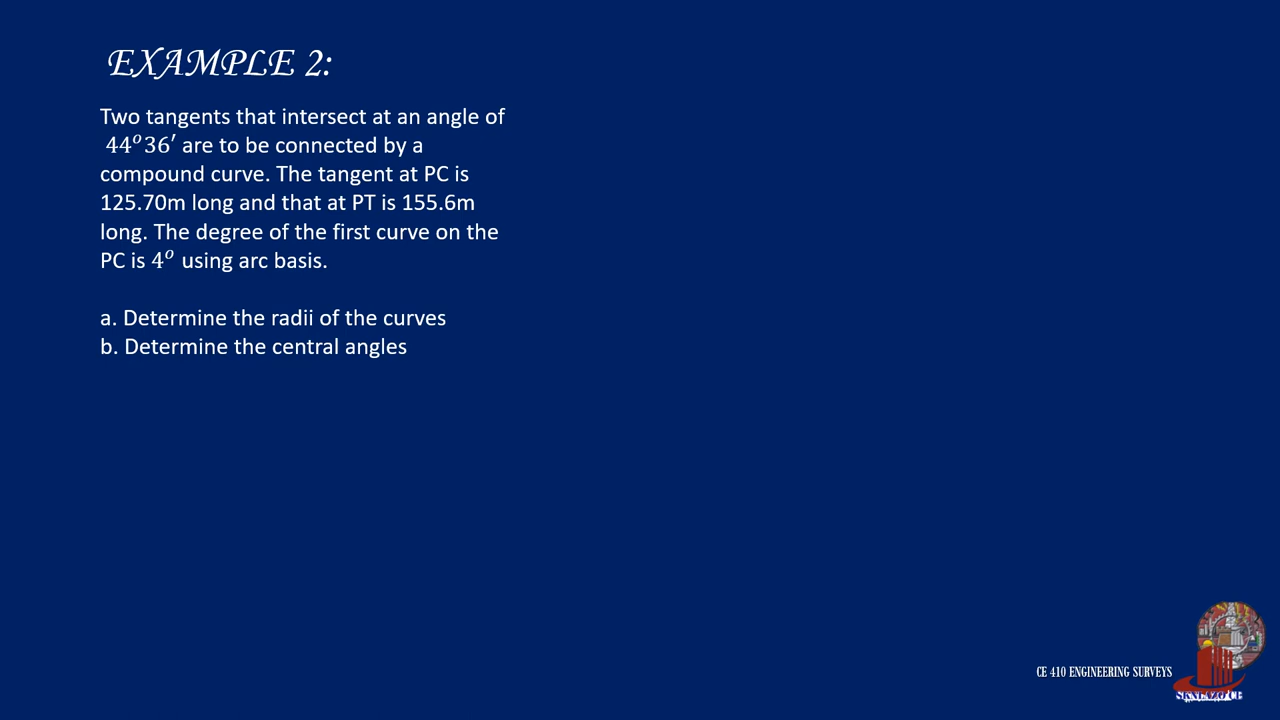 EXAMPLE 2:
Two tangents that intersect at an angle of
44° 36′ are to be connected by a
compound curve. The tangent at PC is
125.70m long and that at PT is 155.6m
long. The degree of the first curve on the
PC is 4° using arc basis.
a. Determine the radii of the curves
b. Determine the central angles
CE 410 ENGINEERING SURVEYS